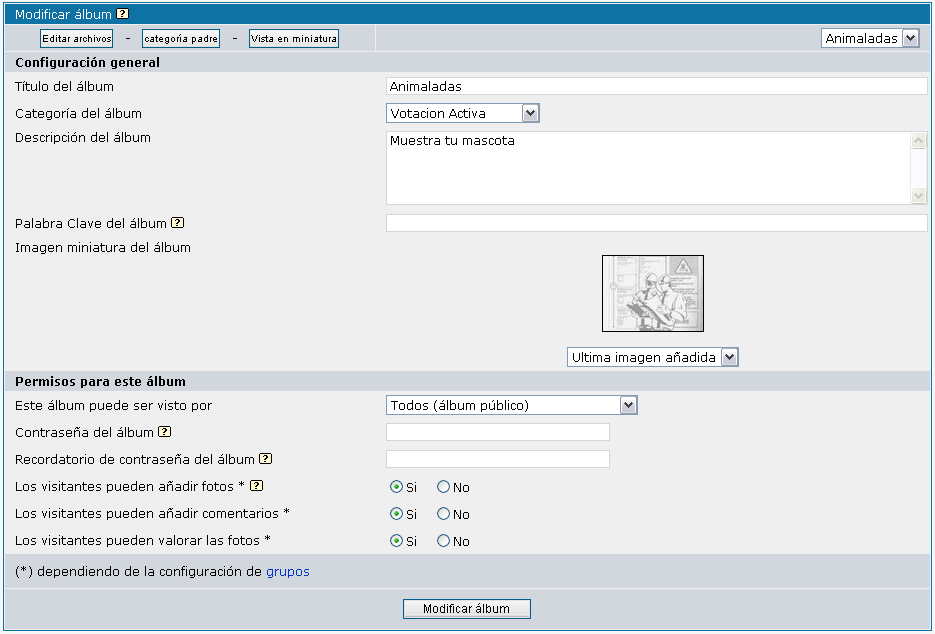 Modificar álbum ?
Editar archivos - categoría padre - Vista en miniatura Animaladas
Configuración general
Título del álbum Animaladas
Categoría del álbum Votacion Activa
Descripción del álbum Muestra tu mascota
Palabra Clave del álbum ?
Imagen miniatura del álbum
Ultima imagen añadida
Permisos para este álbum
Este álbum puede ser visto por Todos (álbum público)
Contraseña del álbum ?
Recordatorio de contraseña del álbum ?
Los visitantes pueden añadir fotos * ? Si No
Los visitantes pueden añadir comentarios * Si No
Los visitantes pueden valorar las fotos * Si No
(*) dependiendo de la configuración de grupos
Modificar álbum